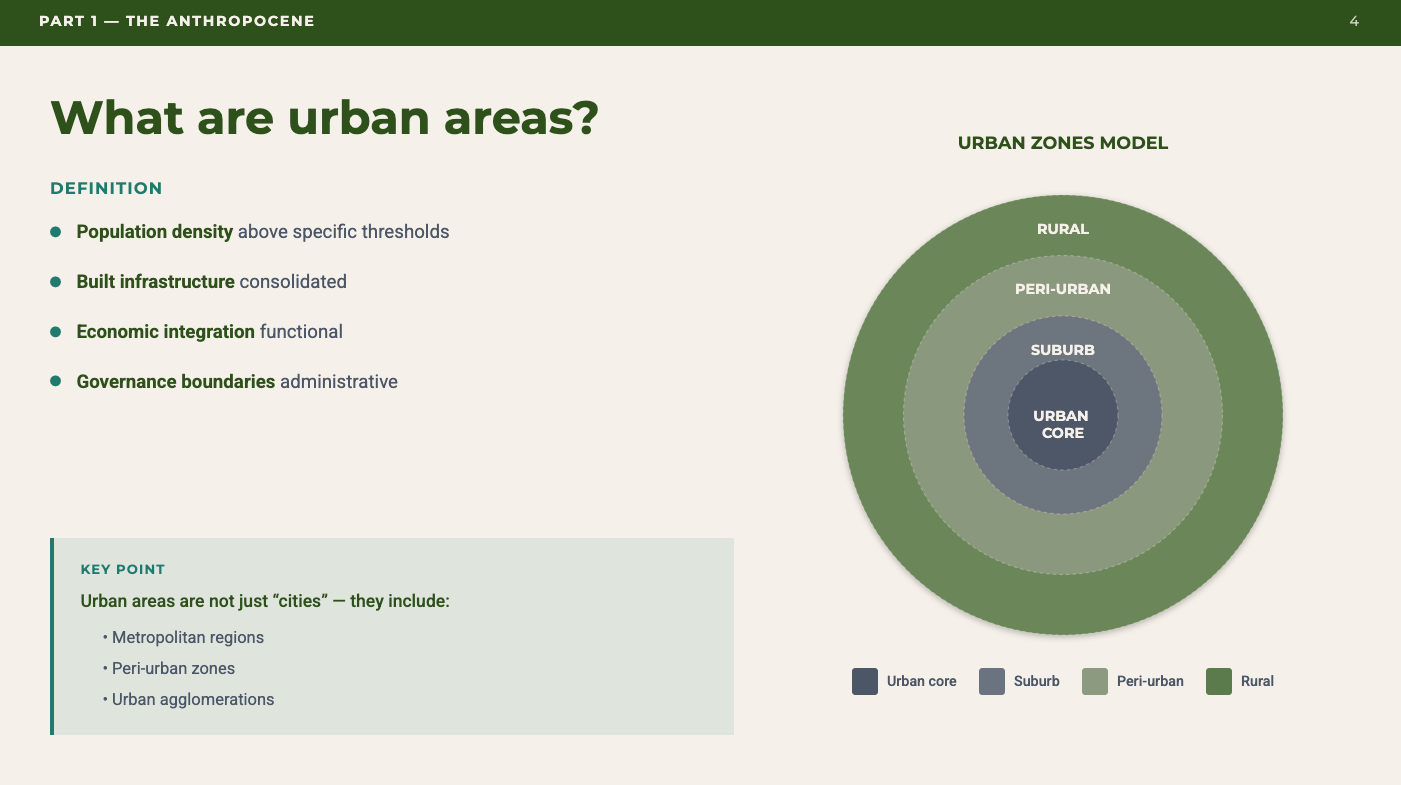 PART 1 — THE ANTHROPOCENE
4
What are urban areas?
DEFINITION
Population density above specific thresholds
Built infrastructure consolidated
Economic integration functional
Governance boundaries administrative
KEY POINT
Urban areas are not just “cities” — they include:
• Metropolitan regions
• Peri-urban zones
• Urban agglomerations
URBAN ZONES MODEL
RURAL
PERI-URBAN
SUBURB
URBAN
CORE
Urban core
Suburb
Peri-urban
Rural